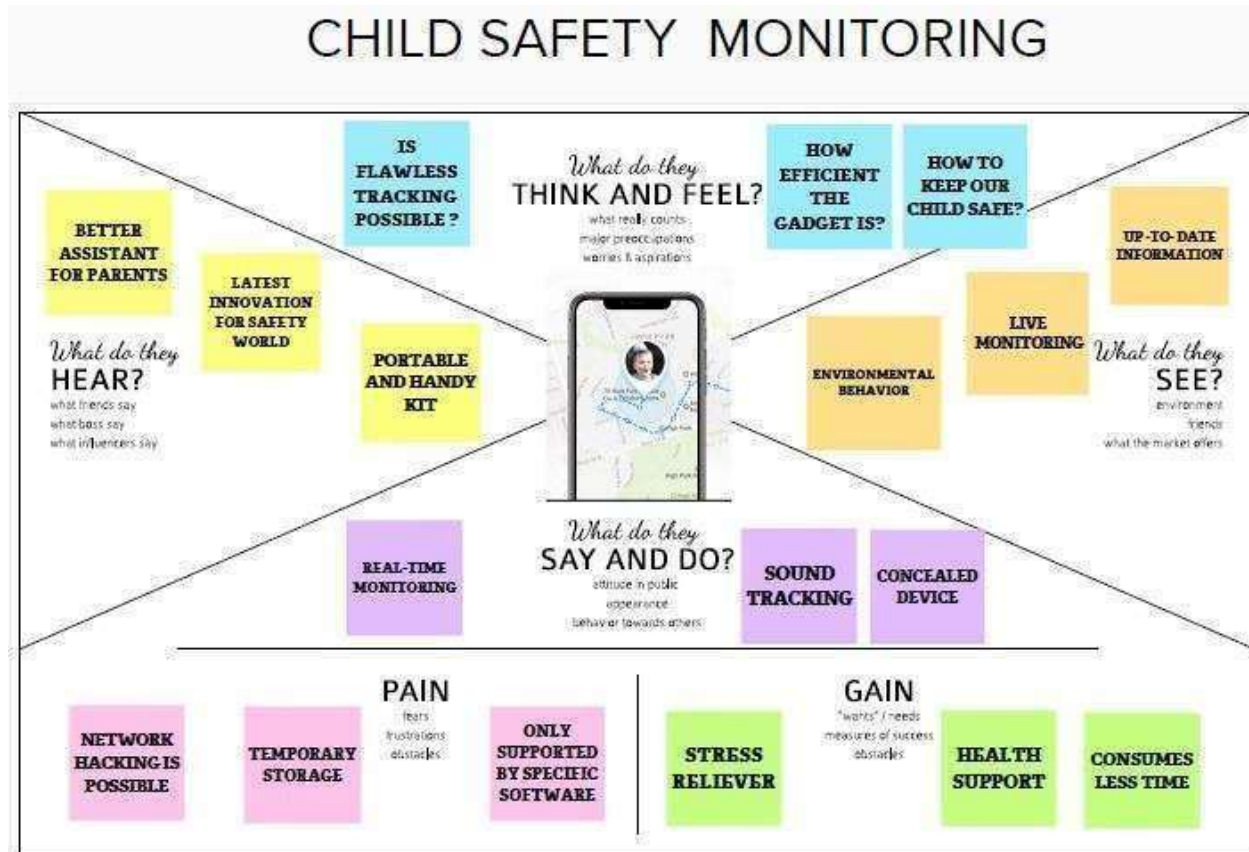 CHILD SAFETY MONITORING
IS
FLAWLESS
TRACKING
POSSIBLE ?
What do they
THINK AND FEEL?
what really counts
major preoccupations
worries & aspirations
HOW
EFFICIENT
THE
GADGET IS?
HOW TO
KEEP OUR
CHILD SAFE?
BETTER
ASSISTANT
FOR PARENTS
LATEST
INNOVATION
FOR SAFETY
WORLD
PORTABLE
AND HANDY
KIT
What do they
HEAR?
what friends say
what boss say
what influencers say
UP-TO-DATE
INFORMATION
LIVE
MONITORING
ENVIRONMENTAL
BEHAVIOR
What do they
SEE?
environment
friends
what the market offers
REAL-TIME
MONITORING
What do they
SAY AND DO?
attitude in public
appearance
behavior towards others
SOUND
TRACKING
CONCEALED
DEVICE
PAIN
fears
frustrations
obstacles
NETWORK
HACKING IS
POSSIBLE
TEMPORARY
STORAGE
ONLY
SUPPORTED
BY SPECIFIC
SOFTWARE
GAIN
"wants" / needs
measures of success
obstacles
STRESS
RELIEVER
HEALTH
SUPPORT
CONSUMES
LESS TIME